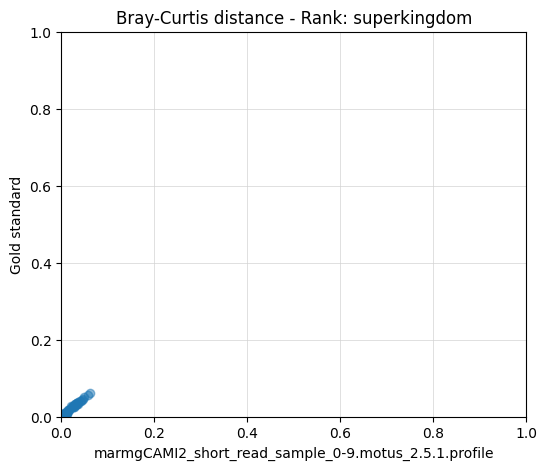 Bray-Curtis distance - Rank: superkingdom
1.0
0.8
0.6
0.4
0.2
0.0
Gold standard
0.0 0.2 0.4 0.6 0.8 1.0
marmgCAMI2_short_read_sample_0-9.motus_2.5.1.profile